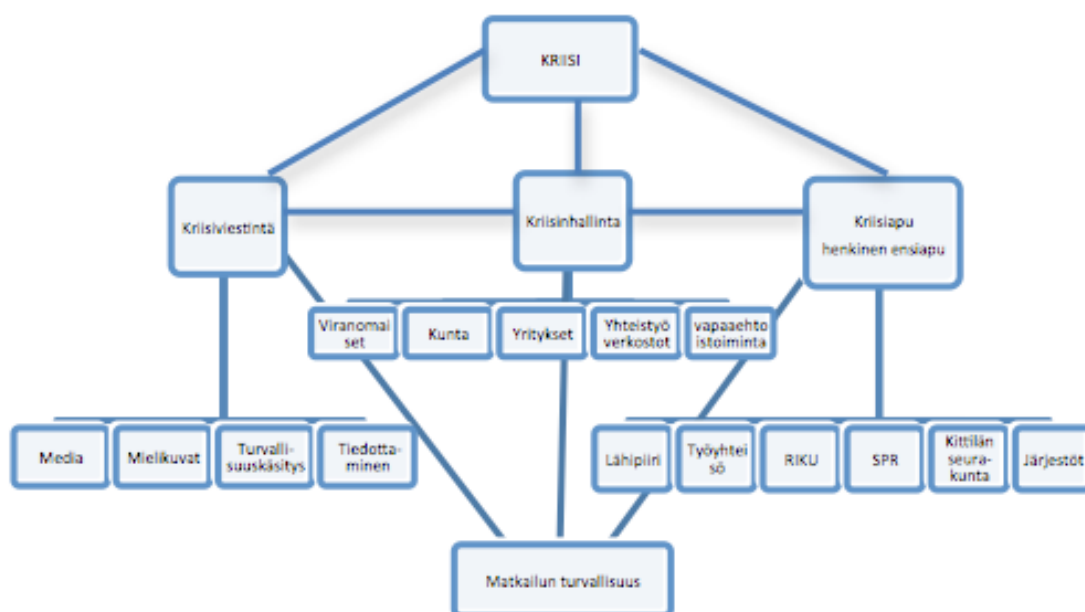 KRIISI
Kriisiviestintä
Kriisinhallinta
Kriisiapu
henkinen ensiapu
Viranomai
set
Kunta
Yritykset
Yhteistyö
verkostot
vapaaehto
istoiminta
Media
Mielikuvat
Turvalli-
suuskäsitys
Tiedotta-
minen
Lähipiiri
Työyhtei
sö
RIKU
SPR
Kittilän
seura-
kunta
Järjestöt
Matkailun turvallisuus